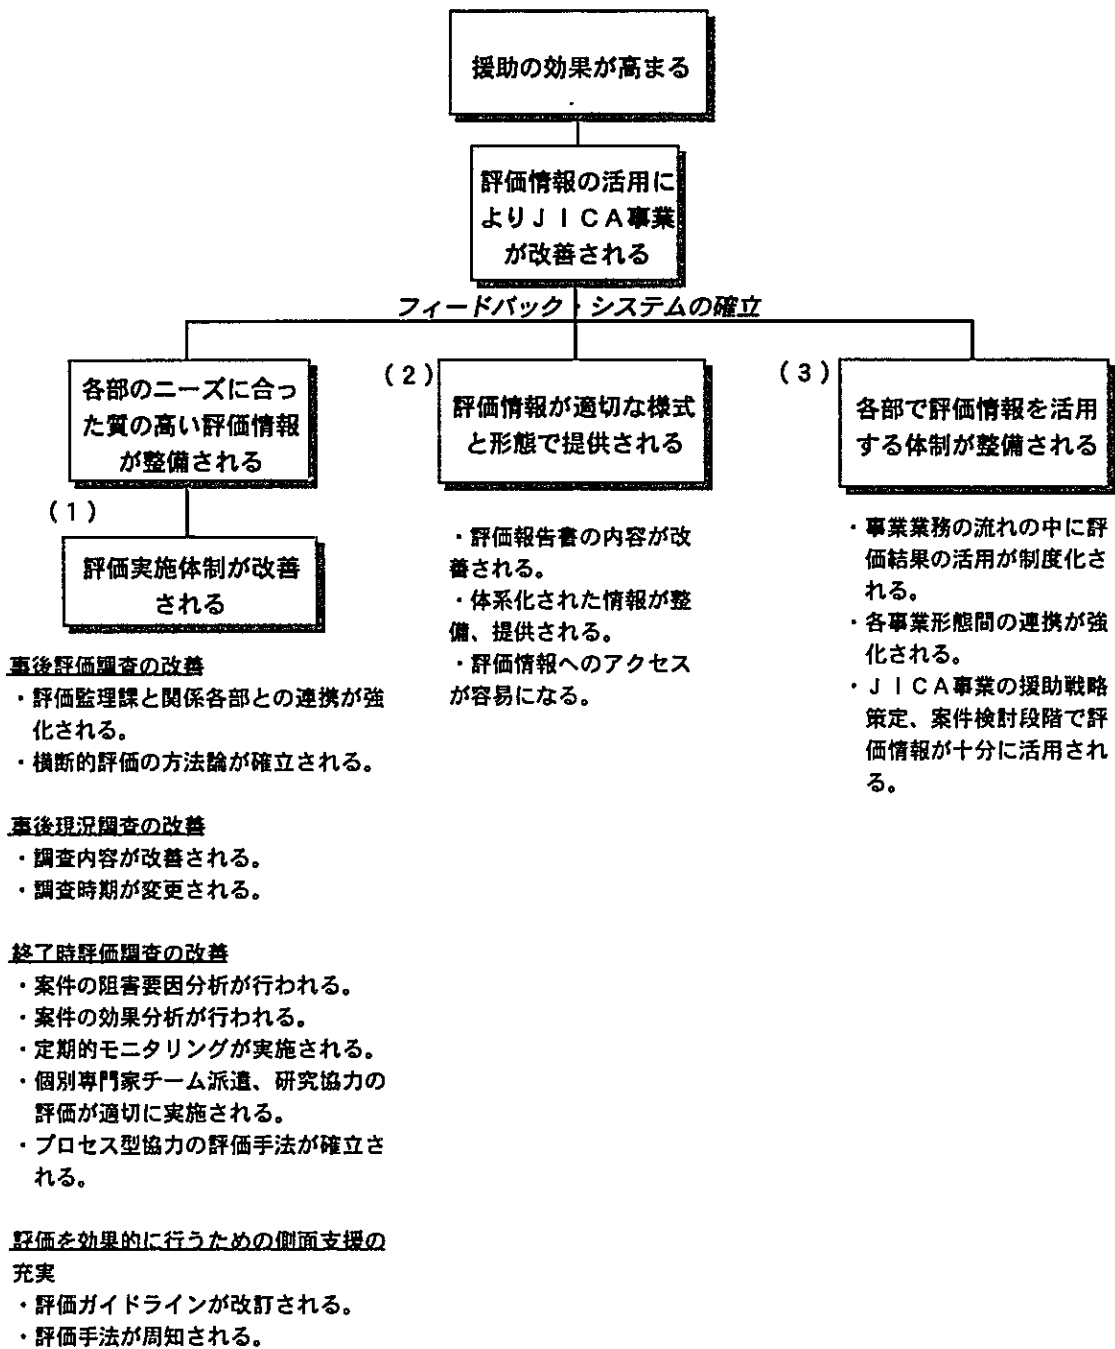 援助の効果が高まる
評価情報の活用に
よりＪＩＣＡ事業
が改善される
フィードバック・システムの確立
各部のニーズに合っ
た質の高い評価情報
が整備される
（１）
評価実施体制が改善
される
事後評価調査の改善
・評価監理課と関係各部との連携が強
化される。
・横断的評価の方法論が確立される。
事後現況調査の改善
・調査内容が改善される。
・調査時期が変更される。
終了時評価調査の改善
・案件の阻害要因分析が行われる。
・案件の効果分析が行われる。
・定期的モニタリングが実施される。
・個別専門家チーム派遣、研究協力の
評価が適切に実施される。
・プロセス型協力の評価手法が確立さ
れる。
評価を効果的に行うための側面支援の
充実
・評価ガイドラインが改訂される。
・評価手法が周知される。
（２）
評価情報が適切な様式
と形態で提供される
・評価報告書の内容が改
善される。
・体系化された情報が整
備、提供される。
・評価情報へのアクセス
が容易になる。
（３）
各部で評価情報を活用
する体制が整備される
・事業業務の流れの中に評
価結果の活用が制度化さ
れる。
・各事業形態間の連携が強
化される。
・ＪＩＣＡ事業の援助戦略
策定、案件検討段階で評
価情報が十分に活用され
る。